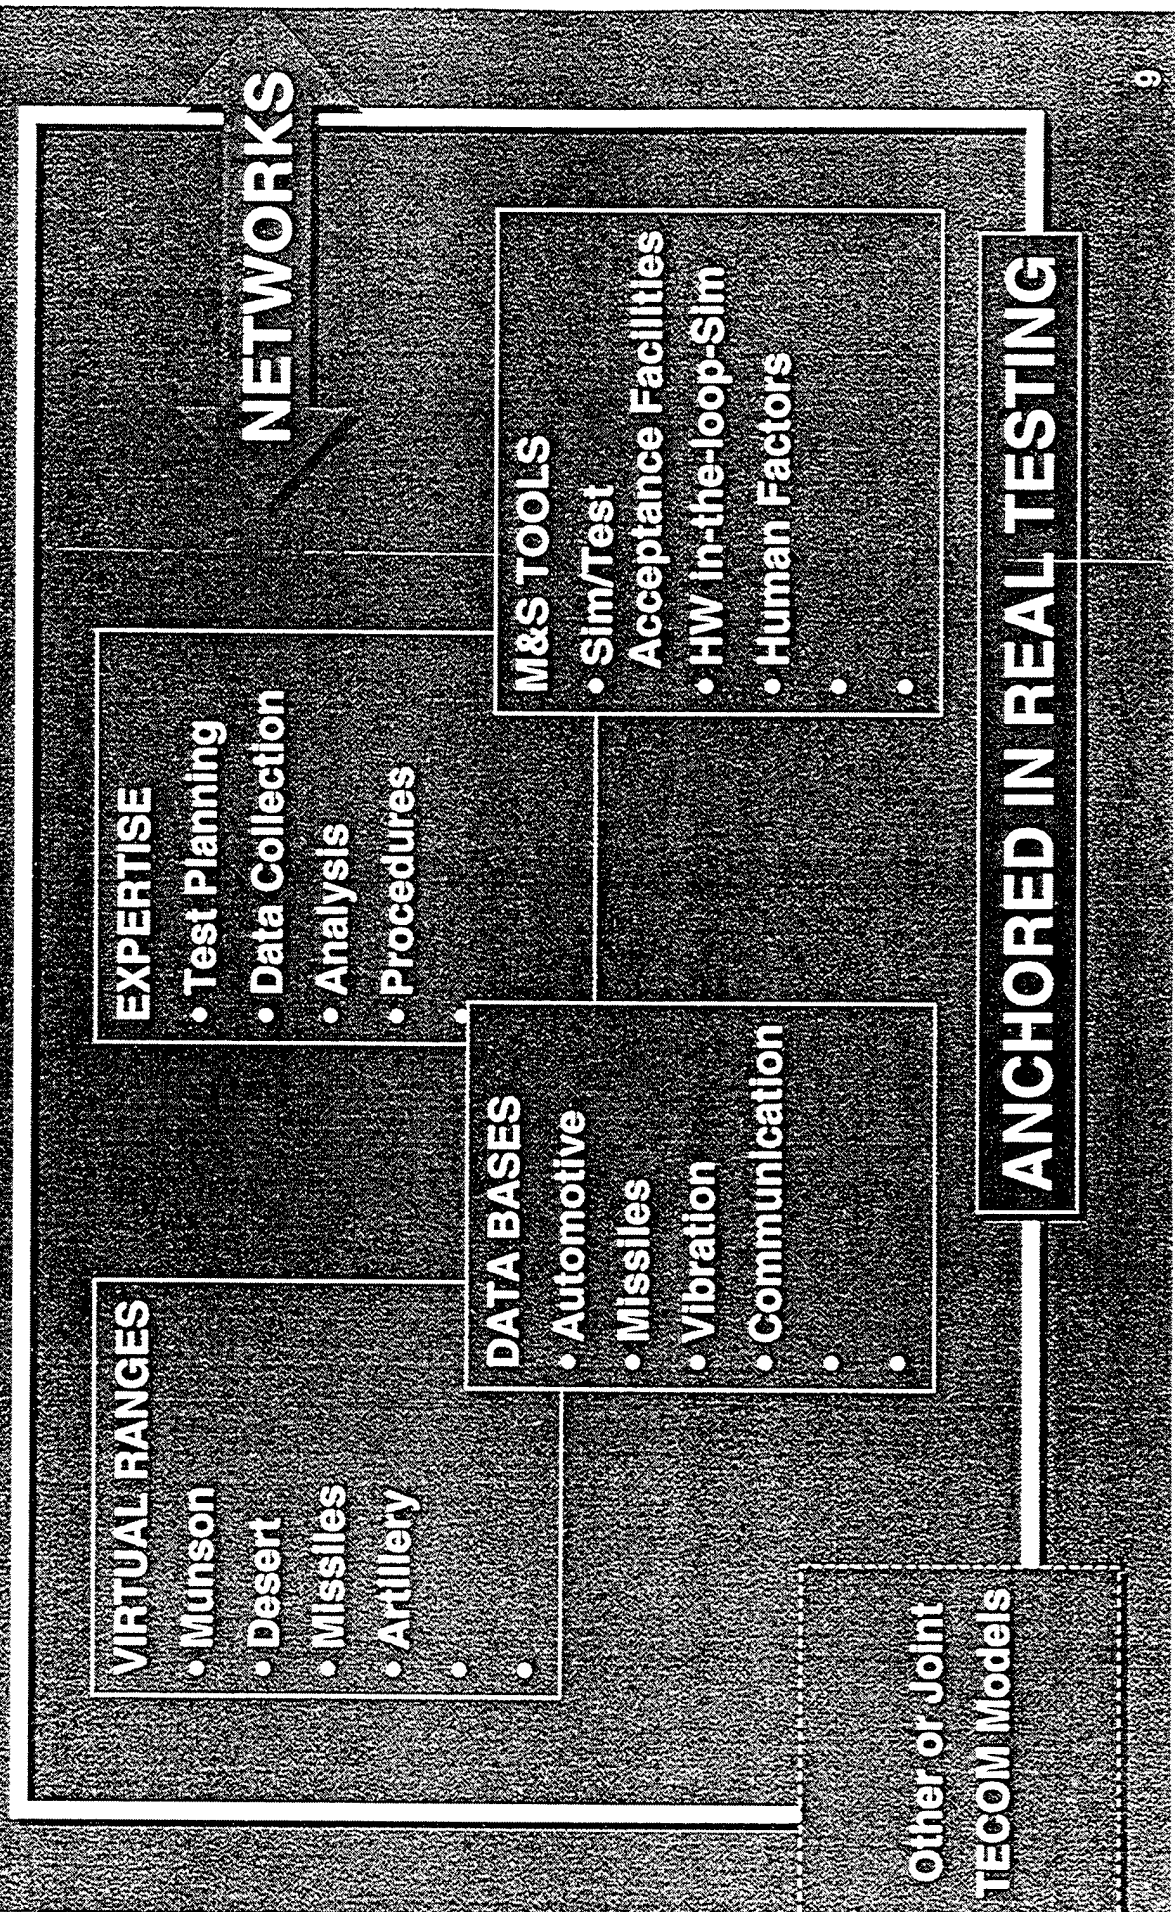 NETWORKS
VIRTUAL RANGES
• Munson
• Desert
• Missiles
• Artillery
•
•
EXPERTISE
• Test Planning
• Data Collection
• Analysis
• Procedures
•
DATA BASES
• Automotive
• Missiles
• Vibration
• Communication
•
•
M&S TOOLS
• Sim/Test
Acceptance Facilities
• HW in-the-loop-Sim
• Human Factors
•
•
Other or Joint
TECOM Models
ANCHORED IN REAL TESTING
9